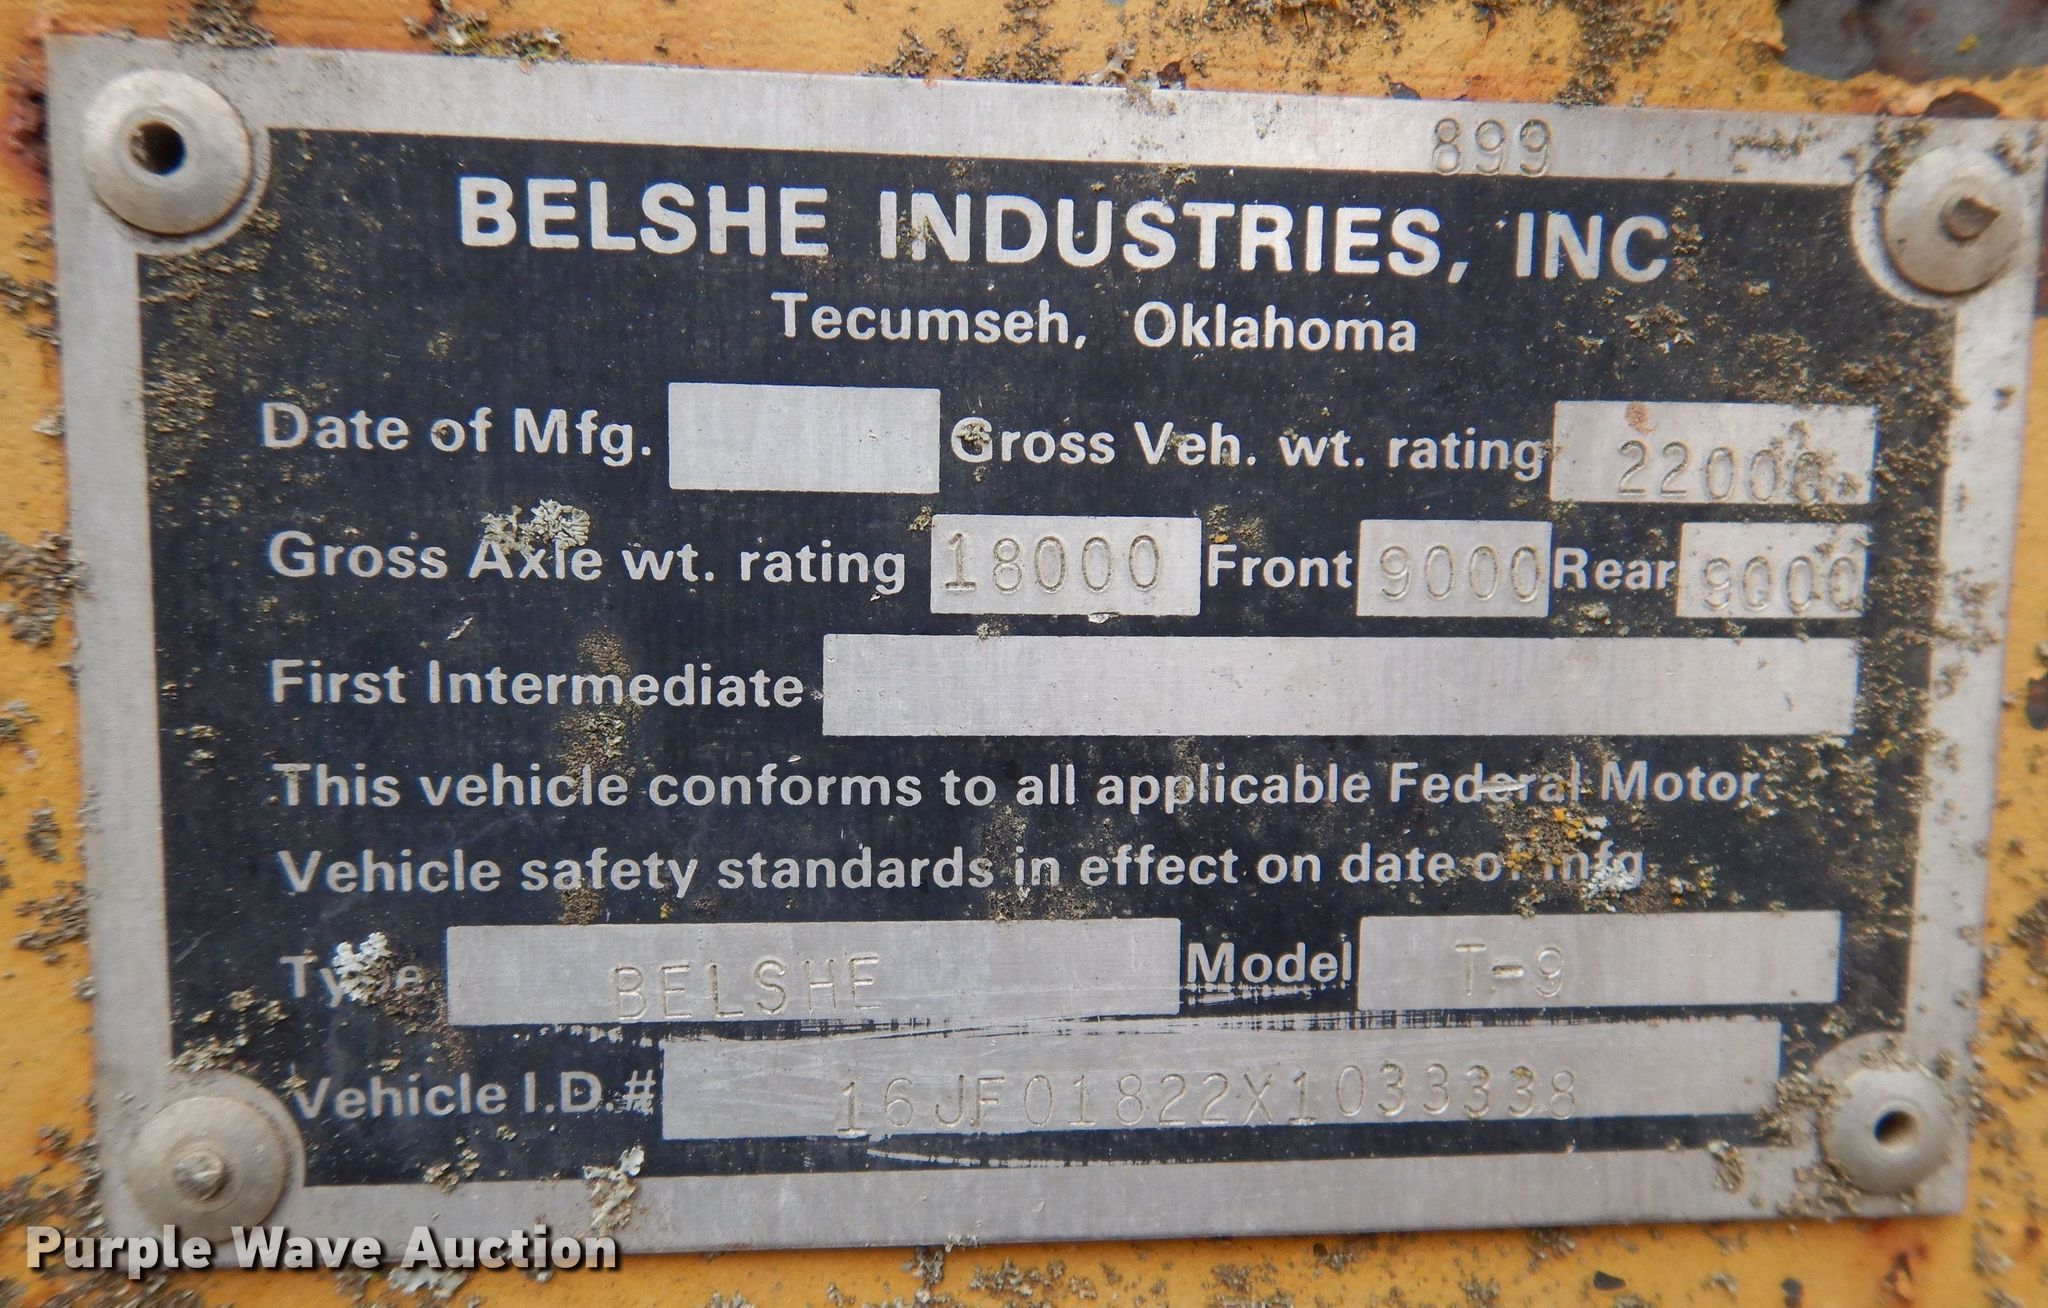 899
BELSHE INDUSTRIES, INC
Tecumseh, Oklahoma
Date of Mfg. Gross Veh. wt. rating 22000
Gross Axle wt. rating 18000 Front 9000 Rear 9000
First Intermediate
This vehicle conforms to all applicable Federal Motor
Vehicle safety standards in effect on date of mfg.
Type BELSHE Model T-9
Vehicle I.D.# 16JF01822X1033338
Purple Wave Auction